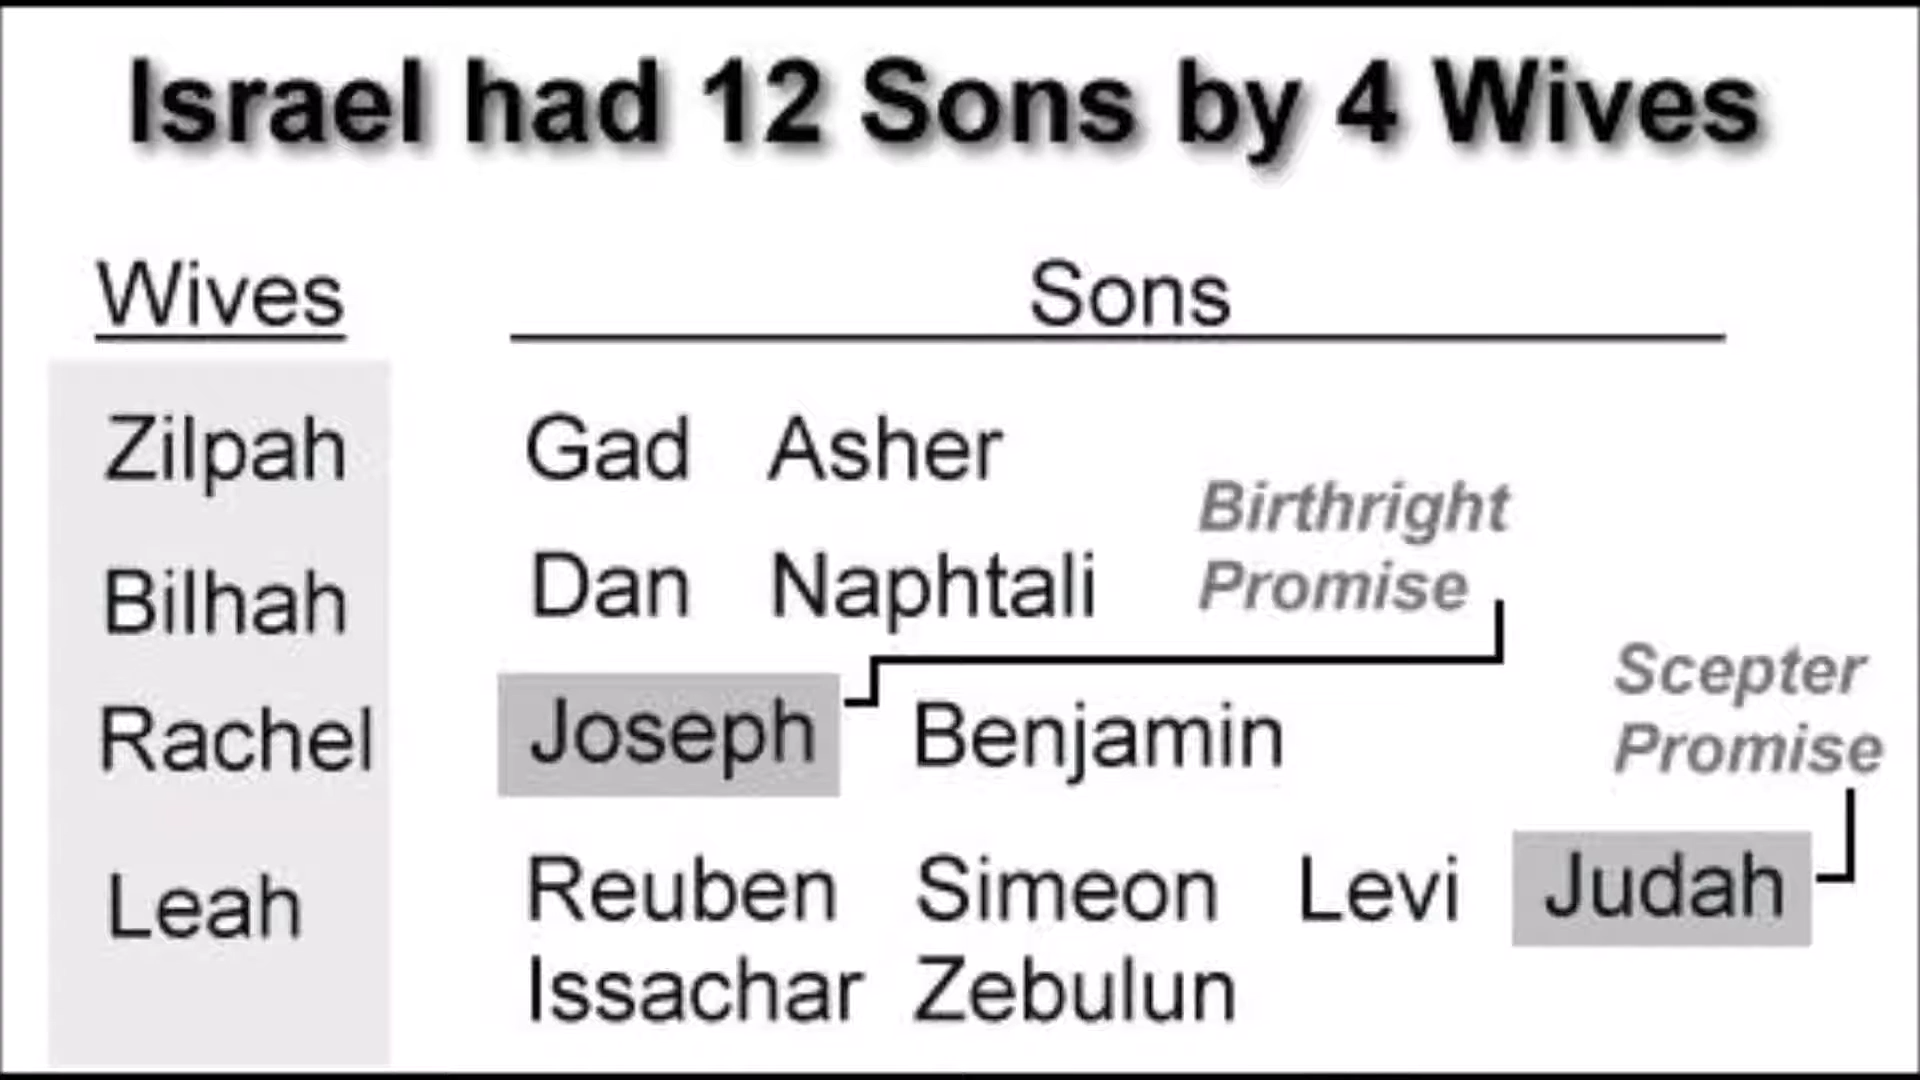 Israel had 12 Sons by 4 Wives
Wives Sons
Zilpah Gad Asher
Birthright
Promise
Bilhah Dan Naphtali
Scepter
Promise
Rachel Joseph Benjamin
Leah Reuben Simeon Levi Judah
Issachar Zebulun